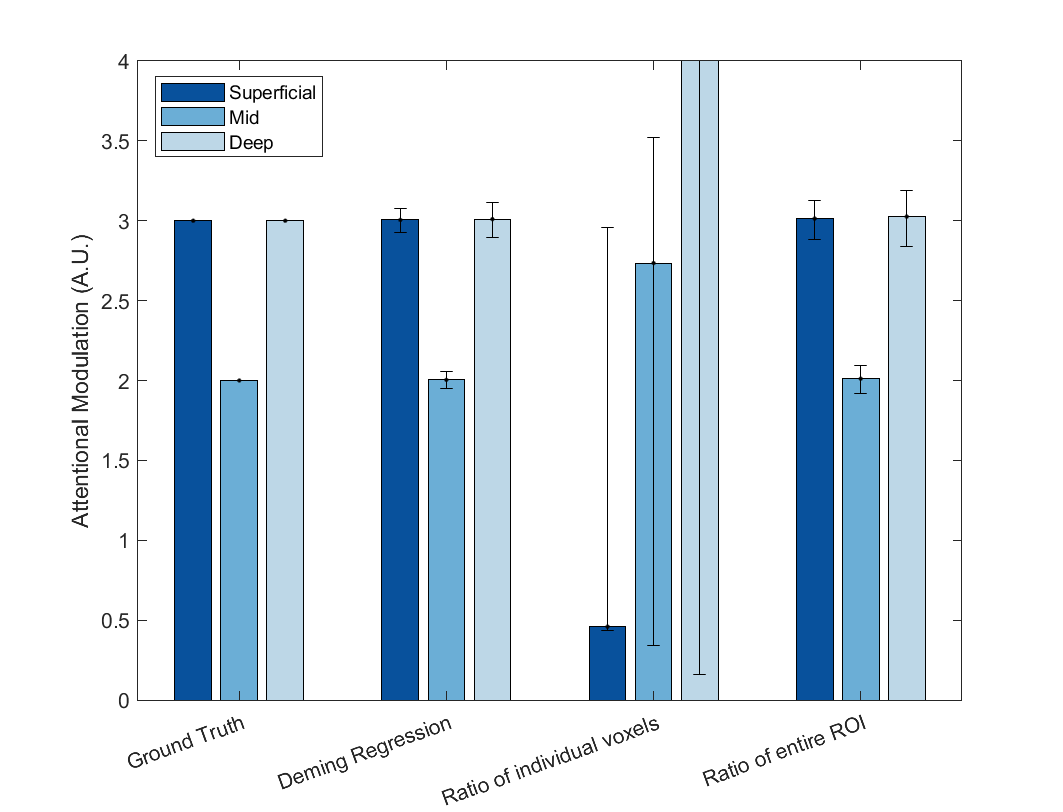 4
3.5
3
2.5
2
1.5
1
0.5
0
Attentional Modulation (A.U.)
Superficial
Mid
Deep
Ground Truth
Deming Regression
Ratio of individual voxels
Ratio of entire ROI